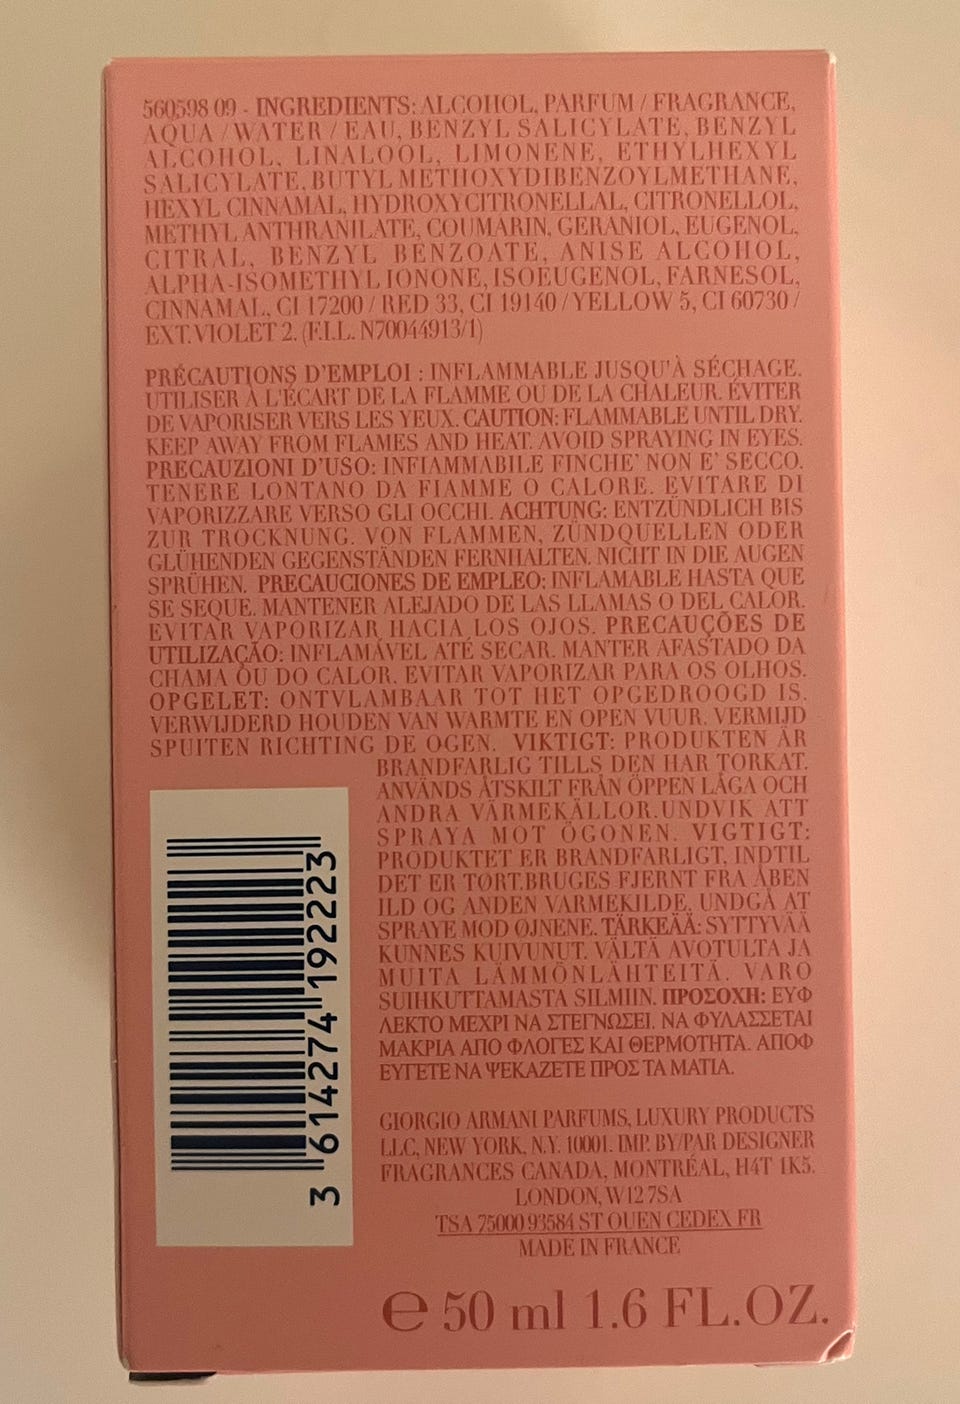 560598 09 - INGREDIENTS: ALCOHOL, PARFUM / FRAGRANCE,
AQUA / WATER / EAU, BENZYL SALICYLATE, BENZYL
ALCOHOL, LINALOOL, LIMONENE, ETHYLHEXYL
SALICYLATE, BUTYL METHOXYDIBENZOYLMETHANE,
HEXYL CINNAMAL, HYDROXYCITRONELLAL, CITRONELLOL,
METHYL ANTHRANILATE, COUMARIN, GERANIOL, EUGENOL,
CITRAL, BENZYL BENZOATE, ANISE ALCOHOL,
ALPHA-ISOMETHYL IONONE, ISOEUGENOL, FARNESOL,
CINNAMAL, CI 17200 / RED 33, CI 19140 / YELLOW 5, CI 60730 /
EXT.VIOLET 2. (F.I.L. N70044913/1)
PRÉCAUTIONS D'EMPLOI : INFLAMMABLE JUSQU'À SÉCHAGE.
UTILISER À L'ÉCART DE LA FLAMME OU DE LA CHALEUR. ÉVITER
DE VAPORISER VERS LES YEUX. CAUTION: FLAMMABLE UNTIL DRY.
KEEP AWAY FROM FLAMES AND HEAT. AVOID SPRAYING IN EYES.
PRECAUZIONI D'USO: INFIAMMABILE FINCHE' NON E' SECCO.
TENERE LONTANO DA FIAMME O CALORE. EVITARE DI
VAPORIZZARE VERSO GLI OCCHI. ACHTUNG: ENTZÜNDLICH BIS
ZUR TROCKNUNG. VON FLAMMEN, ZÜNDQUELLEN ODER
GLÜHENDEN GEGENSTÄNDEN FERNHALTEN. NICHT IN DIE AUGEN
SPRÜHEN. PRECAUCIONES DE EMPLEO: INFLAMABLE HASTA QUE
SE SEQUE. MANTENER ALEJADO DE LAS LLAMAS O DEL CALOR.
EVITAR VAPORIZAR HACIA LOS OJOS. PRECAUÇÕES DE
UTILIZAÇÃO: INFLAMÁVEL ATÉ SECAR. MANTER AFASTADO DA
CHAMA OU DO CALOR. EVITAR VAPORIZAR PARA OS OLHOS.
OPGELET: ONTVLAMBAAR TOT HET OPGEDROOGD IS.
VERWIJDERD HOUDEN VAN WARMTE EN OPEN VUUR. VERMIJD
SPUITEN RICHTING DE OGEN. VIKTIGT: PRODUKTEN ÄR
BRANDFARLIG TILLS DEN HAR TORKAT.
ANVÄNDS ÅTSKILT FRÅN ÖPPEN LÅGA OCH
ANDRA VÄRMEKÄLLOR.UNDVIK ATT
SPRAYA MOT ÖGONEN. VIGTIGT:
PRODUKTET ER BRANDFARLIGT, INDTIL
DET ER TØRT.BRUGES FJERNT FRA ÅBEN
ILD OG ANDEN VARMEKILDE. UNDGÅ AT
SPRAYE MOD ØJNENE. TÄRKEÄÄ: SYTTYVÄÄ
KUNNES KUIVUNUT. VÄLTÄ AVOTULTA JA
MUITA LÄMMÖNLÄHTEITÄ. VARO
SUIHKUTTAMASTA SILMIIN. ΠΡΟΣΟΧΗ: ΕΥΦ
ΛΕΚΤΟ ΜΕΧΡΙ ΝΑ ΣΤΕΓΝΩΣΕΙ. ΝΑ ΦΥΛΑΣΣΕΤΑΙ
ΜΑΚΡΙΑ ΑΠΟ ΦΛΟΓΕΣ ΚΑΙ ΘΕΡΜΟΤΗΤΑ. ΑΠΟΦ
ΕΥΓΕΤΕ ΝΑ ΨΕΚΑΖΕΤΕ ΠΡΟΣ ΤΑ ΜΑΤΙΑ.
3 614274 192223
GIORGIO ARMANI PARFUMS, LUXURY PRODUCTS
LLC, NEW YORK, N.Y. 10001. IMP. BY/PAR DESIGNER
FRAGRANCES CANADA, MONTRÉAL, H4T 1K5.
LONDON, W12 7SA
TSA 75000 93584 ST OUEN CEDEX FR
MADE IN FRANCE
℮ 50 ml 1.6 FL.OZ.